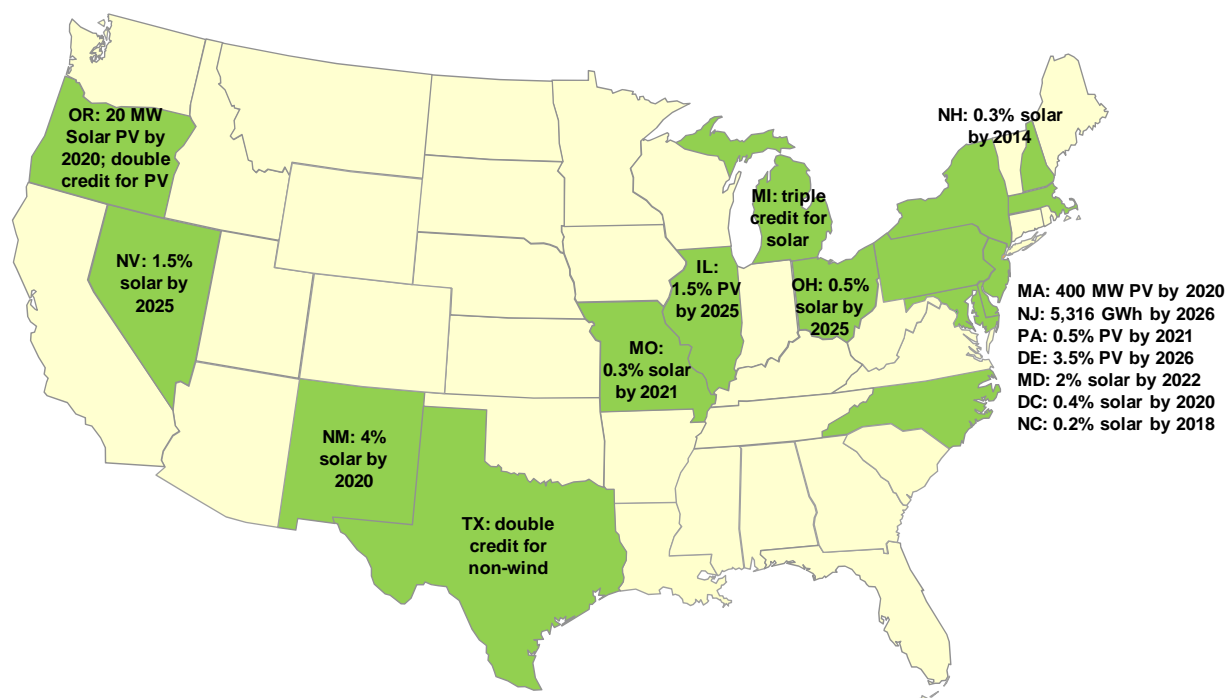 OR: 20 MW
Solar PV by
2020; double
credit for PV
NV: 1.5%
solar by
2025
NM: 4%
solar by
2020
TX: double
credit for
non-wind
MO:
0.3% solar
by 2021
IL:
1.5% PV
by 2025
MI: triple
credit for
solar
OH: 0.5%
solar by
2025
NH: 0.3% solar
by 2014
MA: 400 MW PV by 2020
NJ: 5,316 GWh by 2026
PA: 0.5% PV by 2021
DE: 3.5% PV by 2026
MD: 2% solar by 2022
DC: 0.4% solar by 2020
NC: 0.2% solar by 2018